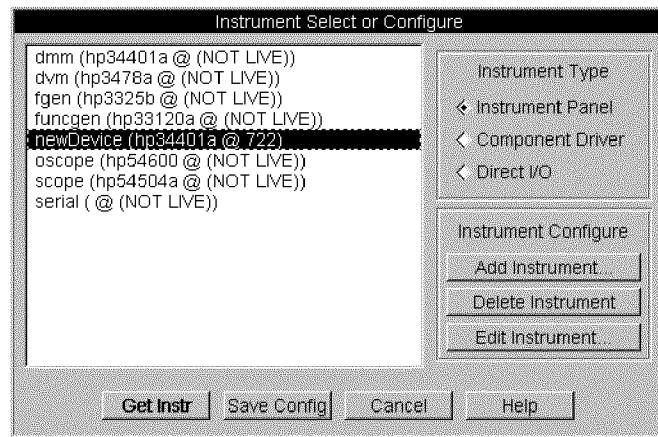 Instrument Select or Configure
dmm (hp34401a @ (NOT LIVE))
dvm (hp3478a @ (NOT LIVE))
fgen (hp3325b @ (NOT LIVE))
funcgen (hp33120a @ (NOT LIVE))
newDevice (hp34401a @ 722)
oscope (hp54600 @ (NOT LIVE))
scope (hp54504a @ (NOT LIVE))
serial ( @ (NOT LIVE))
Instrument Type
Instrument Panel
Component Driver
Direct I/O
Instrument Configure
Add Instrument...
Delete Instrument
Edit Instrument...
Get Instr
Save Config
Cancel
Help